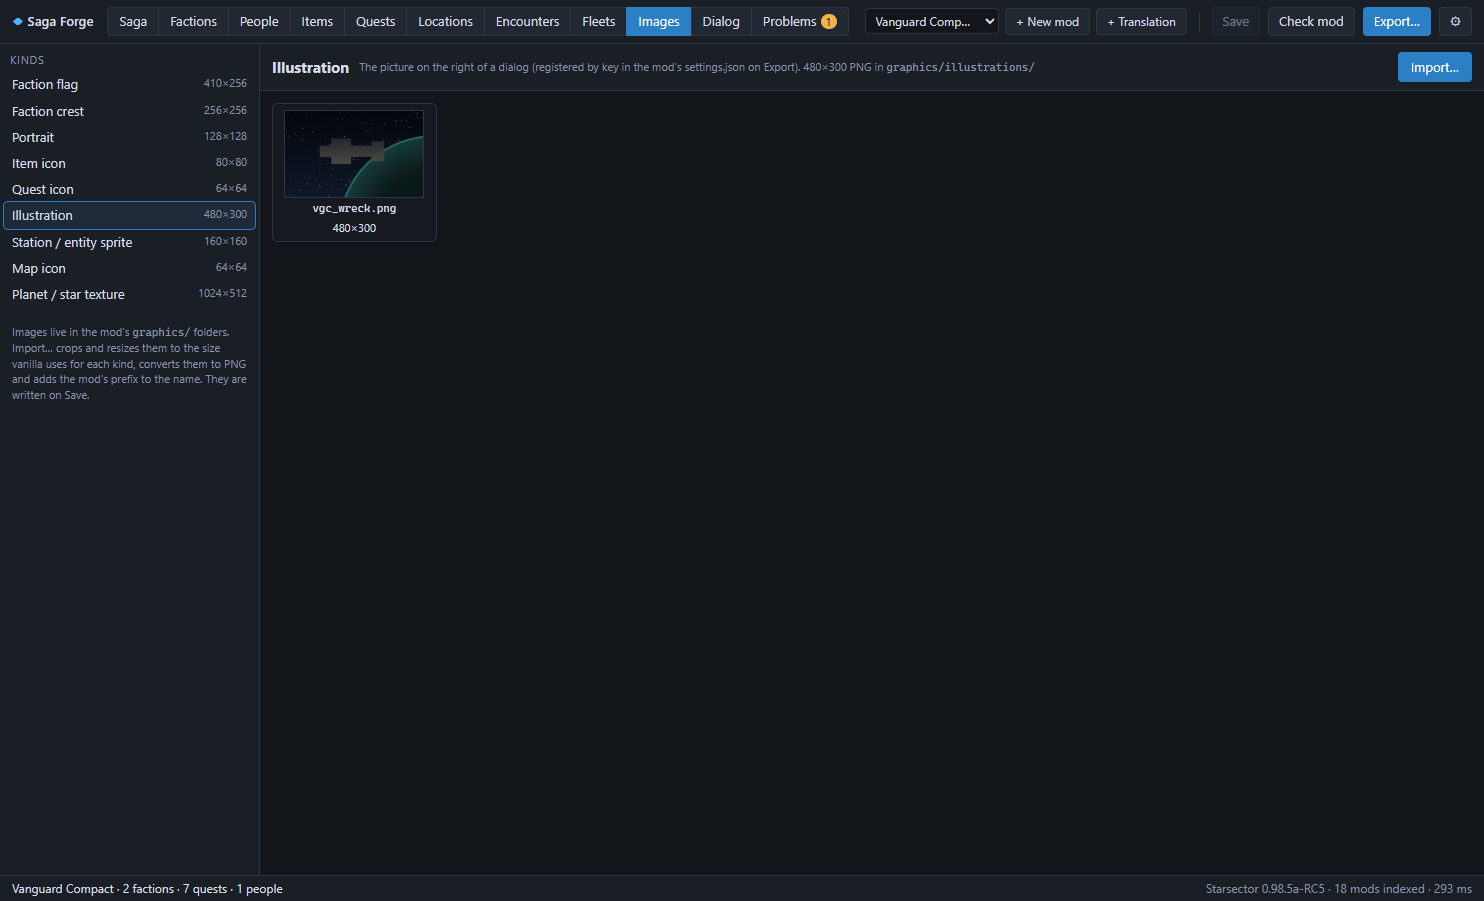 Saga Forge
Saga
Factions
People
Items
Quests
Locations
Encounters
Fleets
Images
Dialog
Problems 1
Vanguard Comp...
+ New mod
+ Translation
Save
Check mod
Export...
KINDS
Faction flag 410×256
Faction crest 256×256
Portrait 128×128
Item icon 80×80
Quest icon 64×64
Illustration 480×300
Station / entity sprite 160×160
Map icon 64×64
Planet / star texture 1024×512
Images live in the mod's graphics/ folders.
Import... crops and resizes them to the size
vanilla uses for each kind, converts them to PNG
and adds the mod's prefix to the name. They are
written on Save.
Illustration The picture on the right of a dialog (registered by key in the mod's settings.json on Export). 480×300 PNG in graphics/illustrations/
Import...
vgc_wreck.png
480×300
Vanguard Compact · 2 factions · 7 quests · 1 people
Starsector 0.98.5a-RC5 · 18 mods indexed · 293 ms